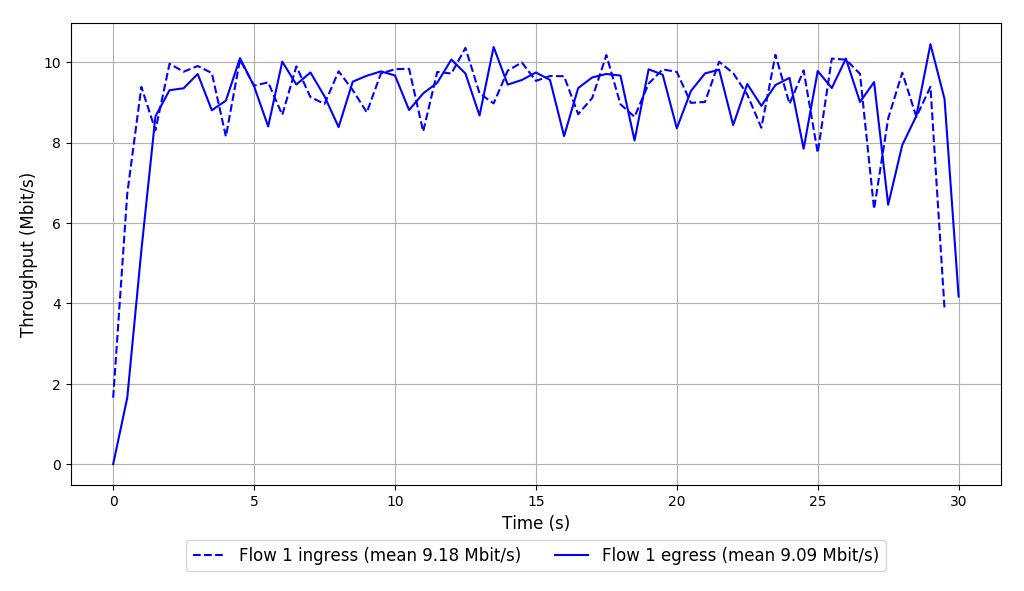 10
8
6
4
2
0
Throughput (Mbit/s)
0 5 10 15 20 25 30
Time (s)
Flow 1 ingress (mean 9.18 Mbit/s) Flow 1 egress (mean 9.09 Mbit/s)